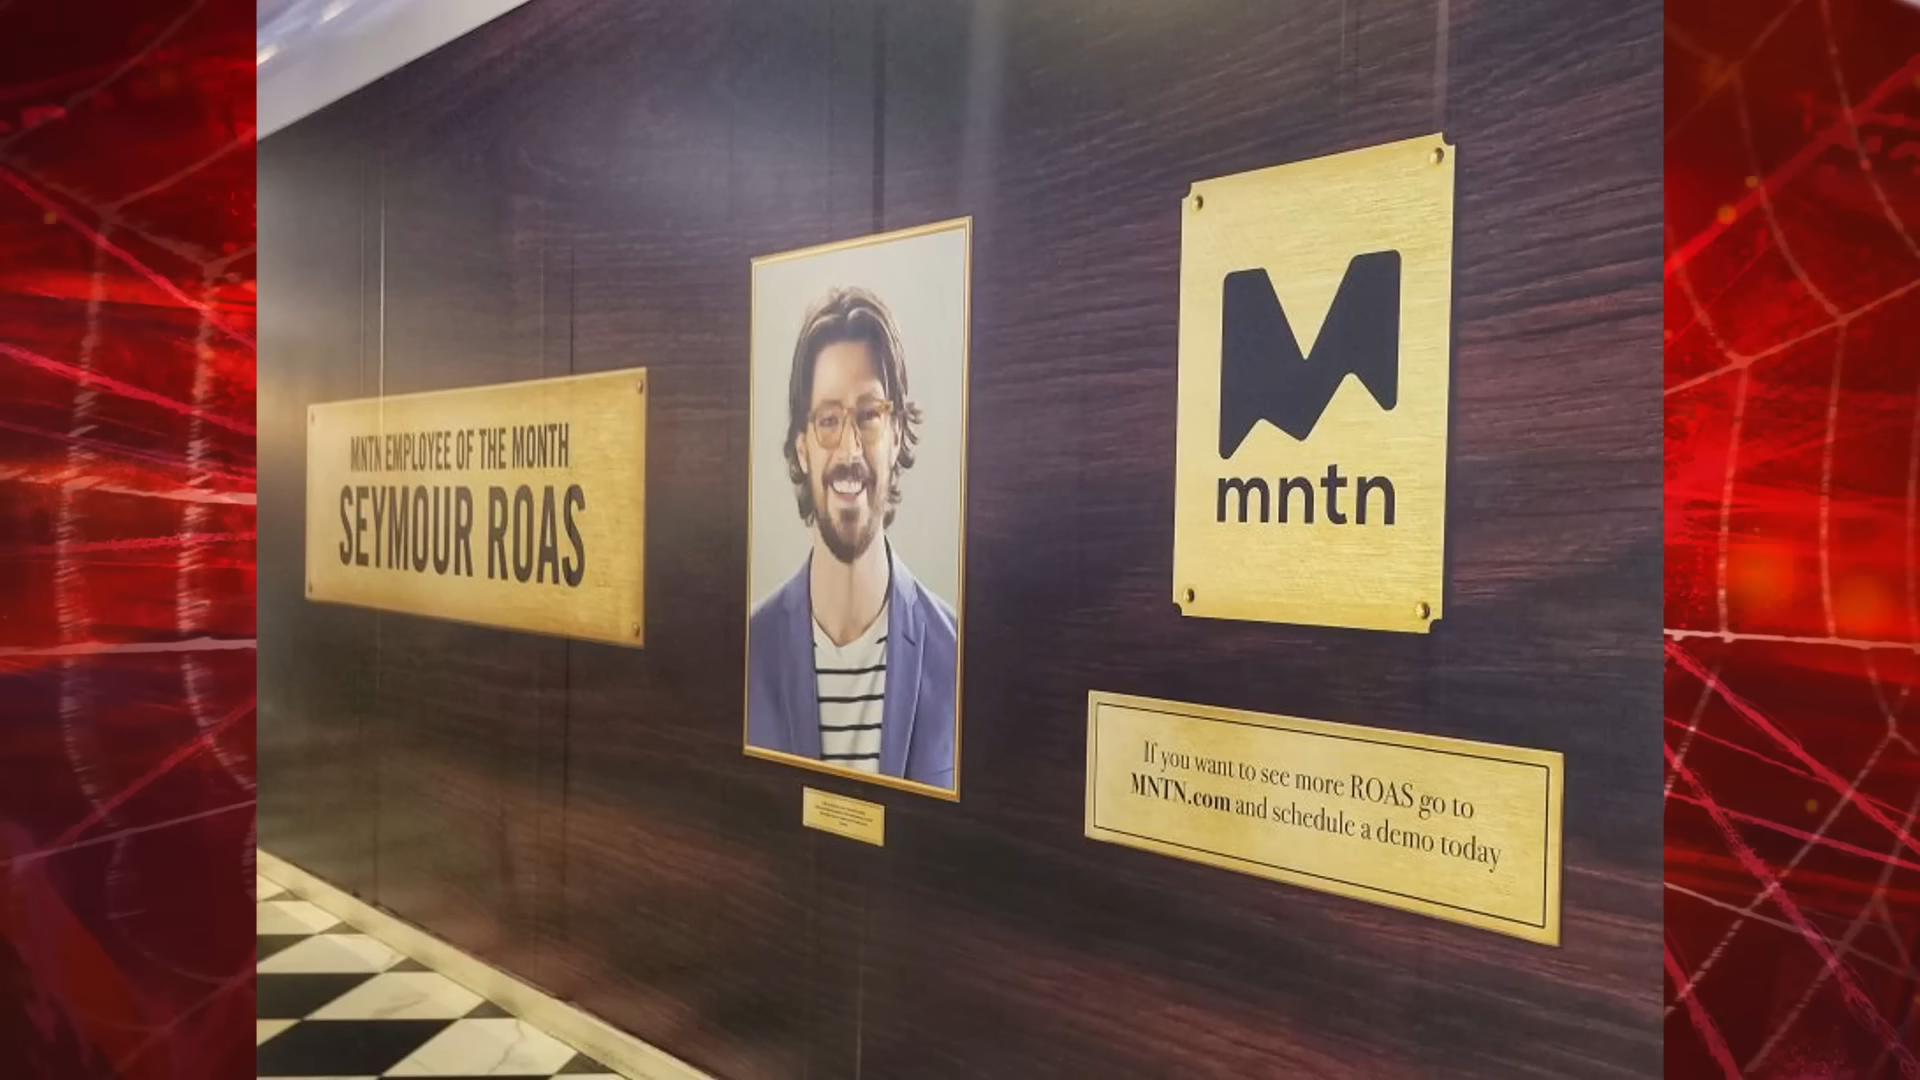 MNTN EMPLOYEE OF THE MONTH
SEYMOUR ROAS
mntn
If you want to see more ROAS go to
MNTN.com and schedule a demo today